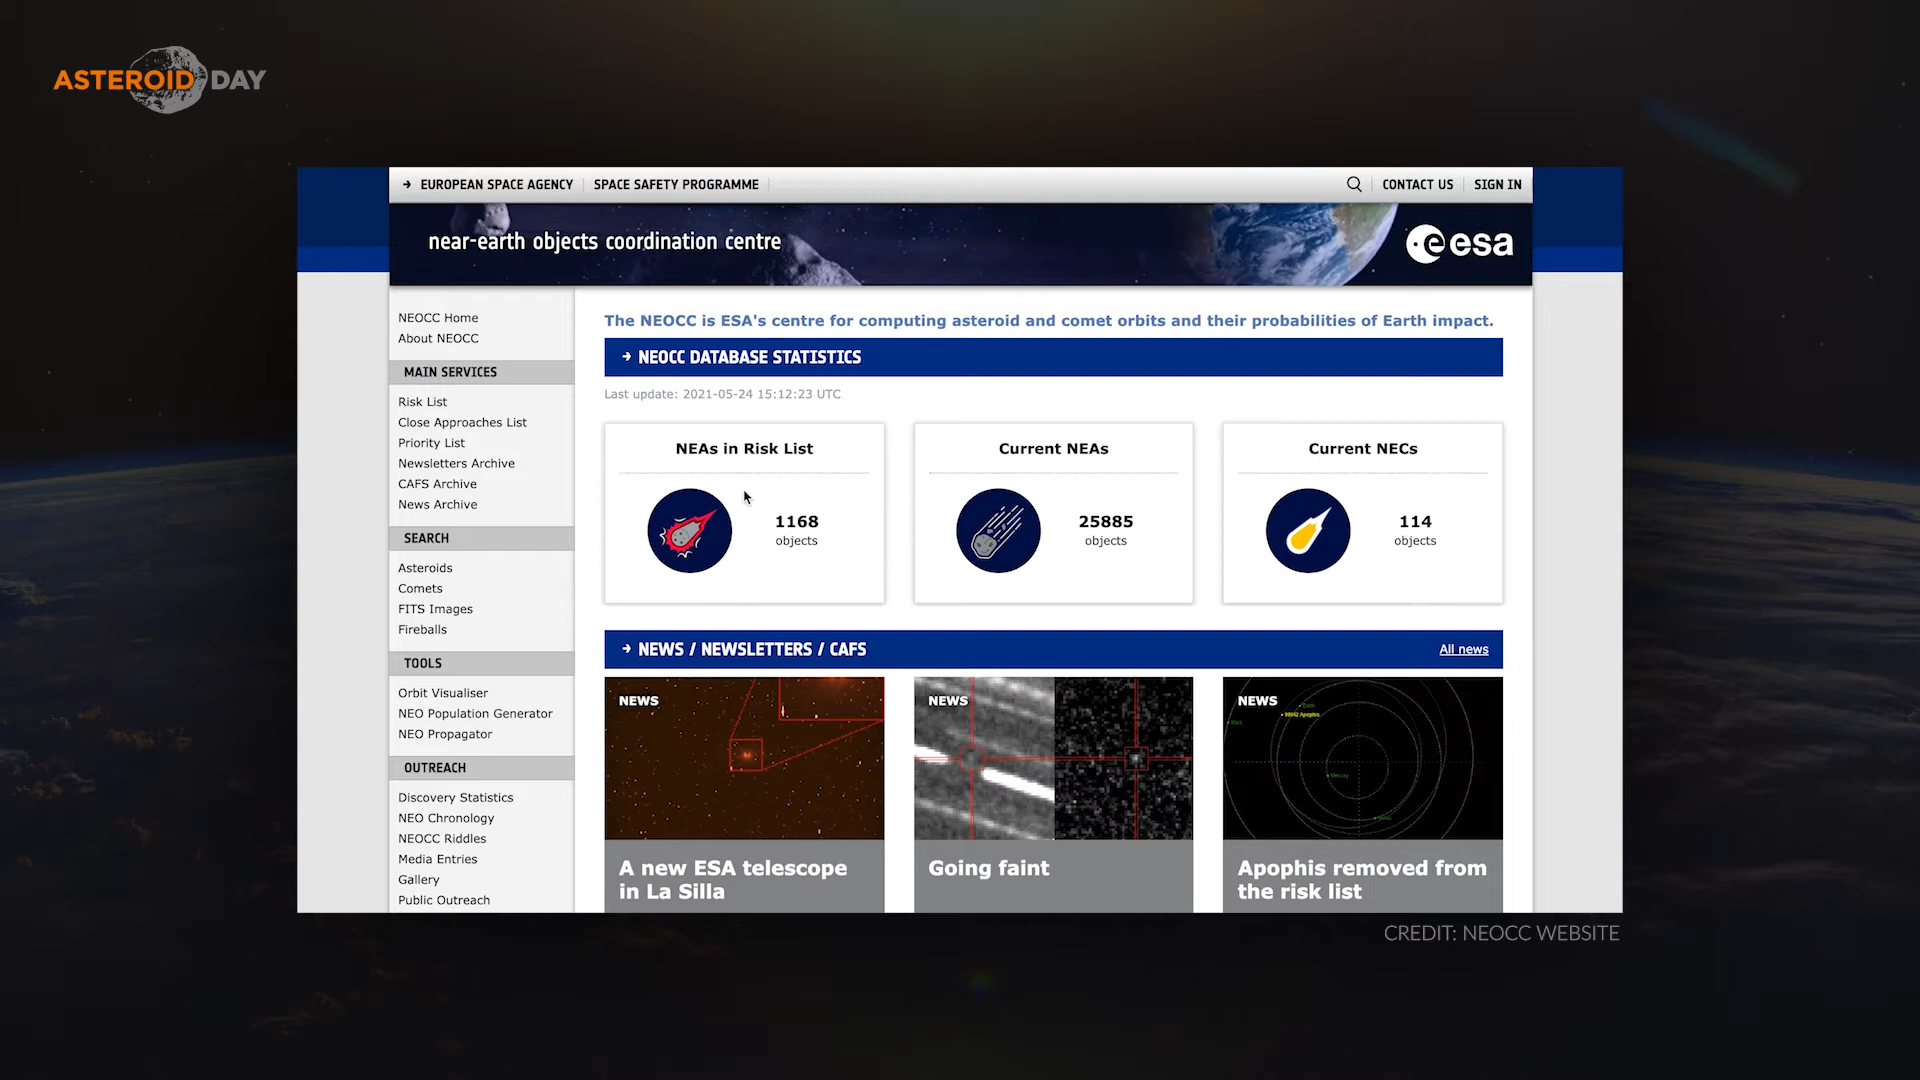 ASTEROID DAY
→ EUROPEAN SPACE AGENCY SPACE SAFETY PROGRAMME CONTACT US SIGN IN
near-earth objects coordination centre
esa
NEOCC Home
About NEOCC
MAIN SERVICES
Risk List
Close Approaches List
Priority List
Newsletters Archive
CAFS Archive
News Archive
SEARCH
Asteroids
Comets
FITS Images
Fireballs
TOOLS
Orbit Visualiser
NEO Population Generator
NEO Propagator
OUTREACH
Discovery Statistics
NEO Chronology
NEOCC Riddles
Media Entries
Gallery
Public Outreach
The NEOCC is ESA's centre for computing asteroid and comet orbits and their probabilities of Earth impact.
→ NEOCC DATABASE STATISTICS
Last update: 2021-05-24 15:12:23 UTC
NEAs in Risk List
1168
objects
Current NEAs
25885
objects
Current NECs
114
objects
→ NEWS / NEWSLETTERS / CAFS All news
NEWS
A new ESA telescope
in La Silla
NEWS
Going faint
NEWS
Earth
99942 Apophis
Mars
Mercury
Apophis removed from
the risk list
CREDIT: NEOCC WEBSITE